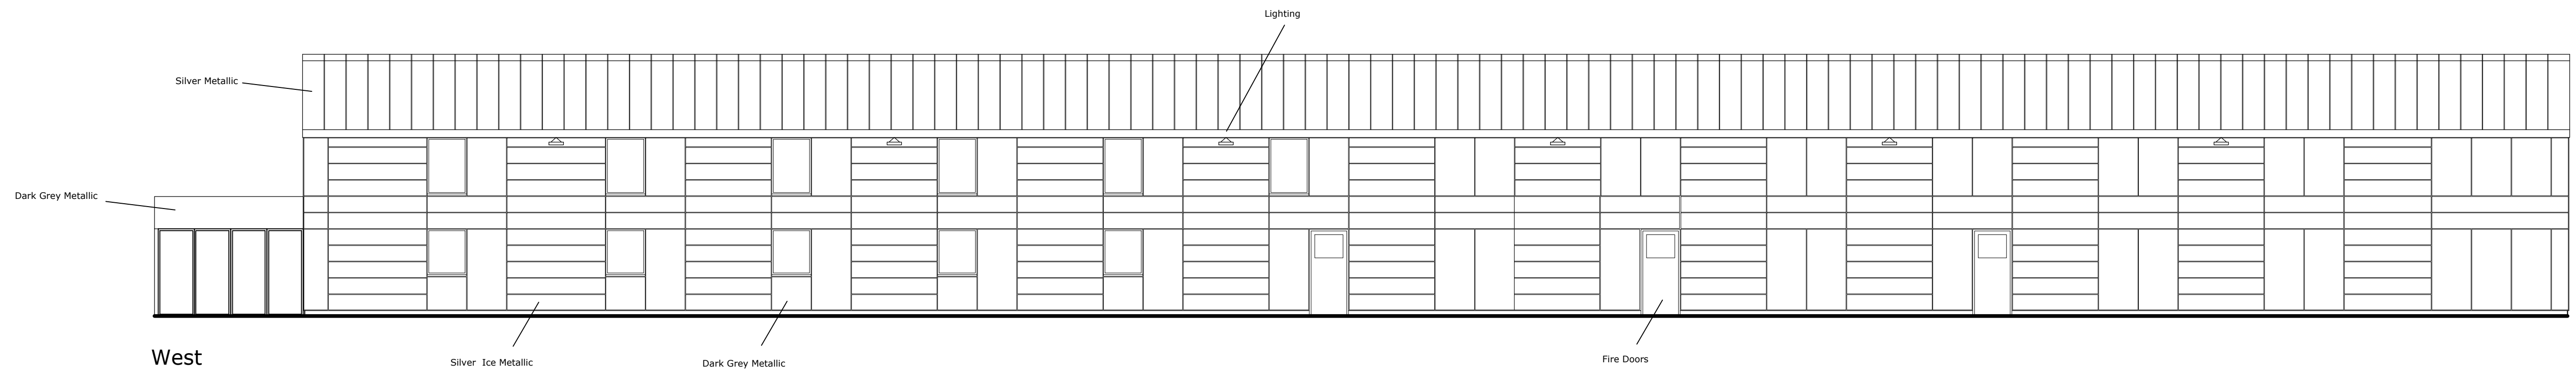 Lighting
Silver Metallic
Dark Grey Metallic
West
Silver  Ice Metallic
Dark Grey Metallic
Fire Doors